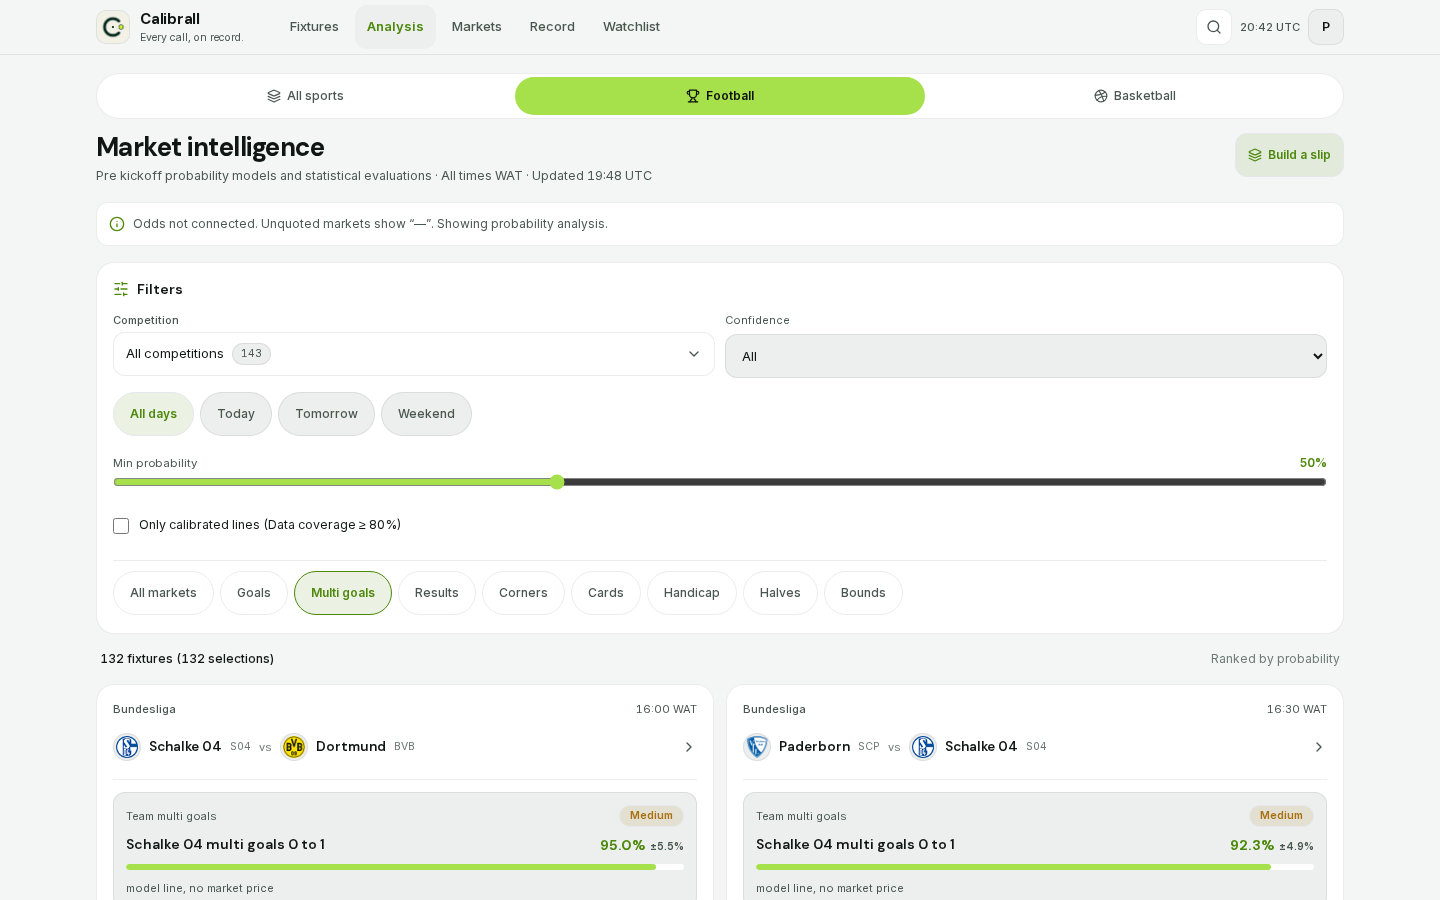 Calibrall
Every call, on record.
Fixtures
Analysis
Markets
Record
Watchlist
20:42 UTC
P
All sports
Football
Basketball
Market intelligence
Pre kickoff probability models and statistical evaluations · All times WAT · Updated 19:48 UTC
Build a slip
Odds not connected. Unquoted markets show “—”. Showing probability analysis.
Filters
Competition
All competitions 143
Confidence
All
All days
Today
Tomorrow
Weekend
Min probability
50%
Only calibrated lines (Data coverage ≥ 80%)
All markets
Goals
Multi goals
Results
Corners
Cards
Handicap
Halves
Bounds
132 fixtures (132 selections)
Ranked by probability
Bundesliga
16:00 WAT
Schalke 04 S04 vs Dortmund BVB
Team multi goals
Medium
Schalke 04 multi goals 0 to 1
95.0% ±5.5%
model line, no market price
Bundesliga
16:30 WAT
Paderborn SCP vs Schalke 04 S04
Team multi goals
Medium
Schalke 04 multi goals 0 to 1
92.3% ±4.9%
model line, no market price